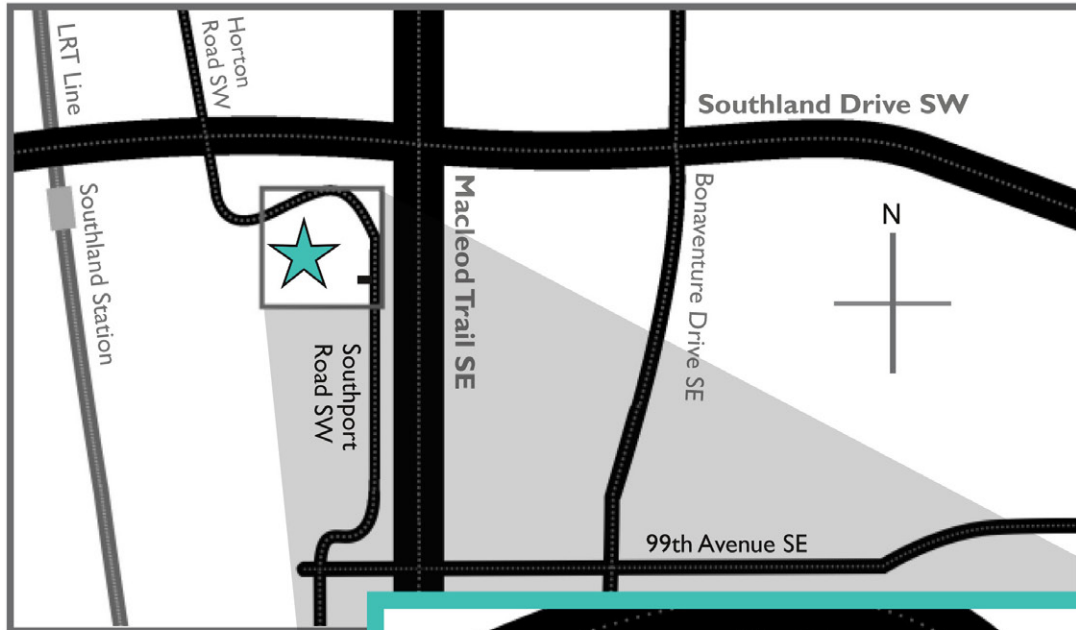 LRT Line
Horton
Road SW
Southland Drive SW
Southland Station
Macleod Trail SE
Bonaventure Drive SE
N
Southport
Road SW
99th Avenue SE